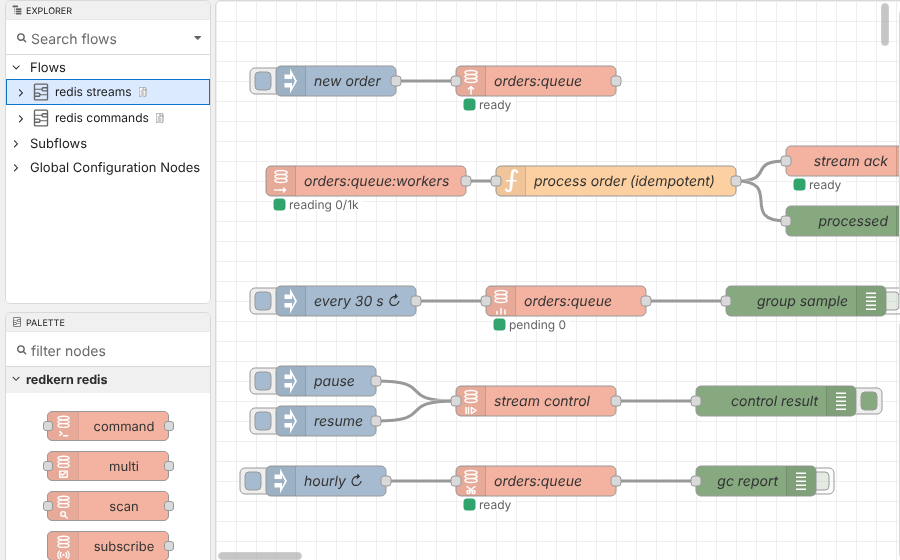 EXPLORER
Search flows
Flows
redis streams
redis commands
Subflows
Global Configuration Nodes
PALETTE
filter nodes
redkern redis
command
multi
scan
subscribe
new order
orders:queue
ready
orders:queue:workers
reading 0/1k
process order (idempotent)
stream ack
ready
processed
every 30 s ↻
orders:queue
pending 0
group sample
pause
resume
stream control
control result
hourly ↻
orders:queue
ready
gc report